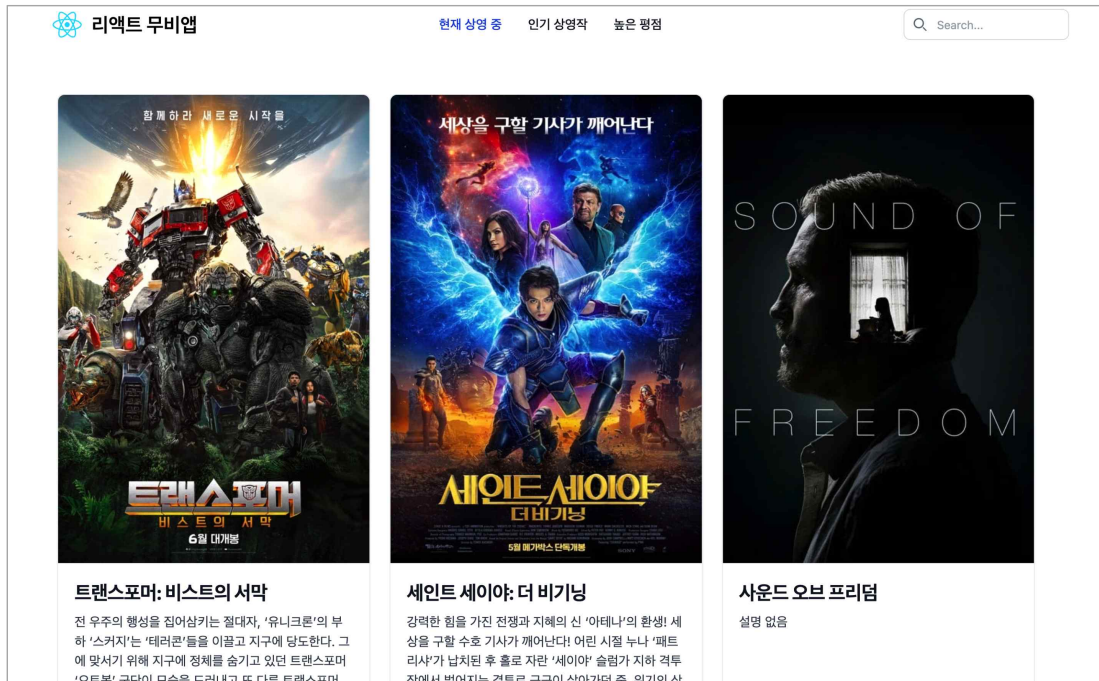 리액트 무비앱
현재 상영 중 인기 상영작 높은 평점
Search...
함께하라 새로운 시작을
트랜스포머
비스트의 서막
6월 대개봉
세상을 구할 기사가 깨어난다
세인트 세이야
더 비기닝
5월 메가박스 단독개봉
SONY
SOUND OF
FREEDOM
트랜스포머: 비스트의 서막
전 우주의 행성을 집어삼키는 절대자, ‘유니크론’의 부
하 ‘스커지’는 ‘테러콘’들을 이끌고 지구에 당도한다. 그
에 맞서기 위해 지구에 정체를 숨기고 있던 트랜스포머
세인트 세이야: 더 비기닝
강력한 힘을 가진 전쟁과 지혜의 신 ‘아테나’의 환생! 세
상을 구할 수호 기사가 깨어난다! 어린 시절 누나 ‘패트
리샤’가 납치된 후 홀로 자란 ‘세이야’ 슬럼가 지하 격투
사운드 오브 프리덤
설명 없음